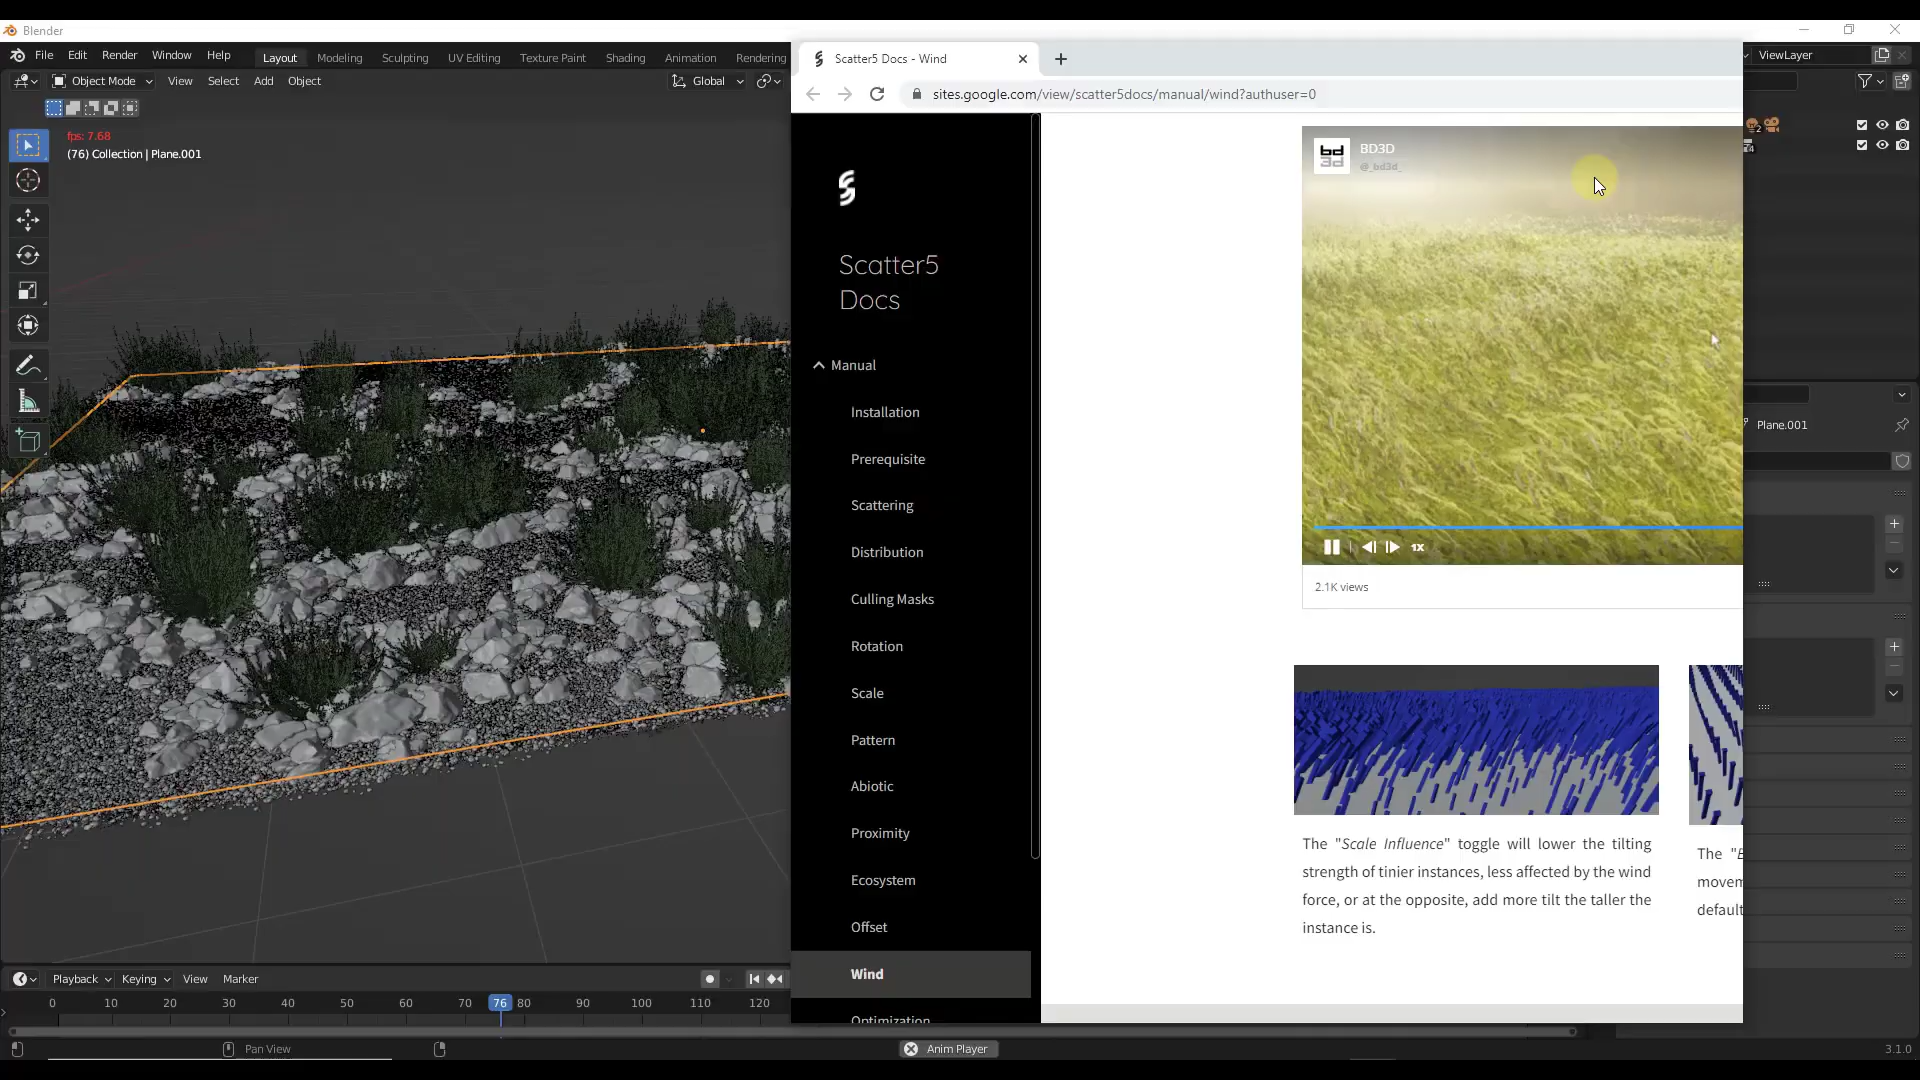 Blender
File Edit Render Window Help
Layout Modeling Sculpting UV Editing Texture Paint Shading Animation Rendering
ViewLayer
Object Mode View Select Add Object
Global
fps: 7.68
(76) Collection | Plane.001
Scatter5 Docs - Wind
sites.google.com/view/scatter5docs/manual/wind?authuser=0
Scatter5
Docs
Manual
Installation
Prerequisite
Scattering
Distribution
Culling Masks
Rotation
Scale
Pattern
Abiotic
Proximity
Ecosystem
Offset
Wind
Optimization
bd
3d
BD3D
@_bd3d_
1X
2.1K views
The "Scale Influence" toggle will lower the tilting
strength of tinier instances, less affected by the wind
force, or at the opposite, add more tilt the taller the
instance is.
The "
movem
default
2
4
Plane.001
Playback Keying View Marker
0 10 20 30 40 50 60 70 76 80 90 100 110 120
Pan View
Anim Player
3.1.0